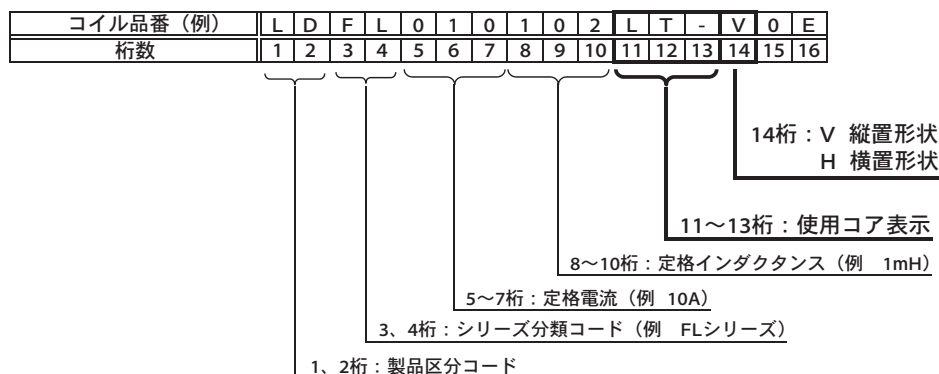 コイル品番（例） L D F L 0 1 0 1 0 2 L T - V 0 E
桁数 1 2 3 4 5 6 7 8 9 10 11 12 13 14 15 16
14桁：V 縦置形状
H 横置形状
11～13桁：使用コア表示
8～10桁：定格インダクタンス（例 1mH）
5～7桁：定格電流（例 10A）
3、4桁：シリーズ分類コード（例 FLシリーズ）
1、2桁：製品区分コード